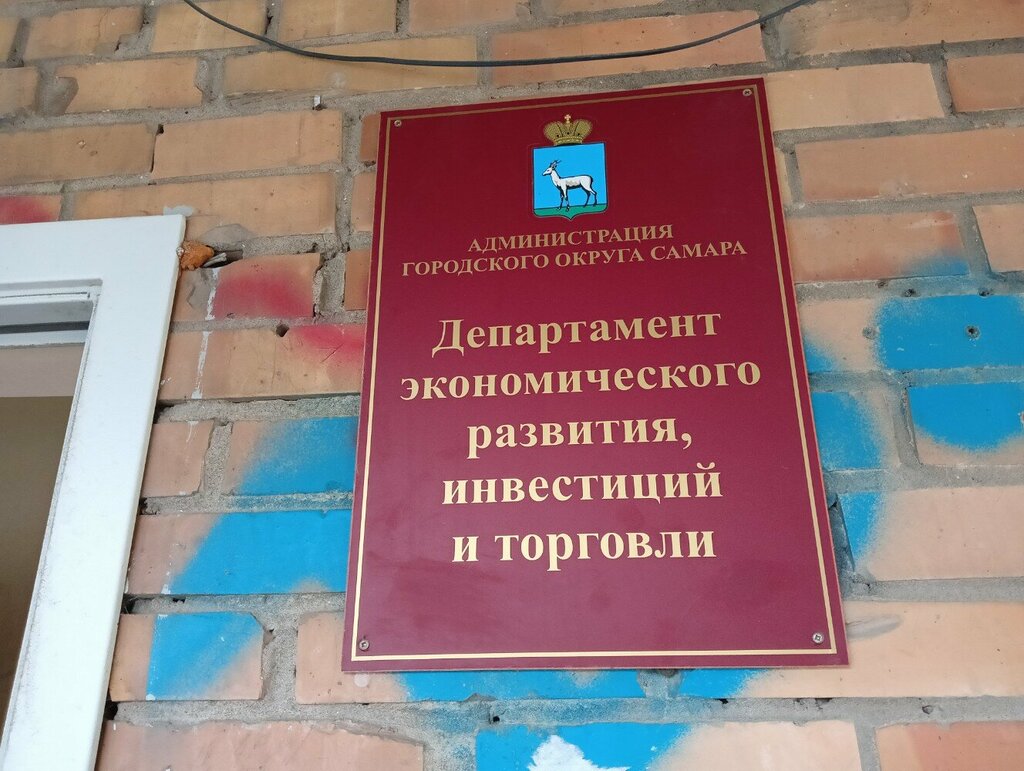 АДМИНИСТРАЦИЯ
ГОРОДСКОГО ОКРУГА САМАРА
Департамент
экономического
развития,
инвестиций
и торговли